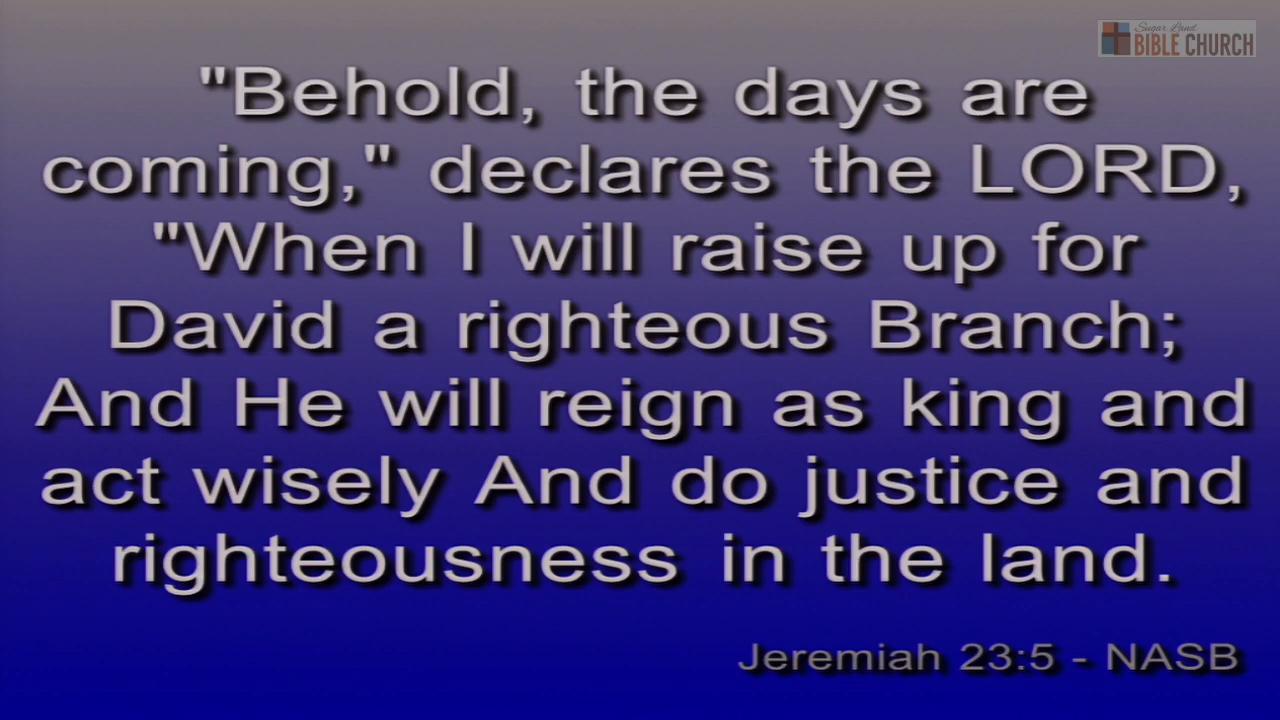 Sugar Land
BIBLE CHURCH
"Behold, the days are
coming," declares the LORD,
"When I will raise up for
David a righteous Branch;
And He will reign as king and
act wisely And do justice and
righteousness in the land.
Jeremiah 23:5 - NASB